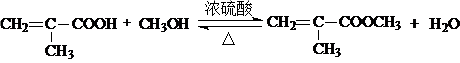 浓硫酸
CH₂=C—COOH + CH₃OH ⇌ CH₂=C—COOCH₃ + H₂O
△
CH₃ CH₃